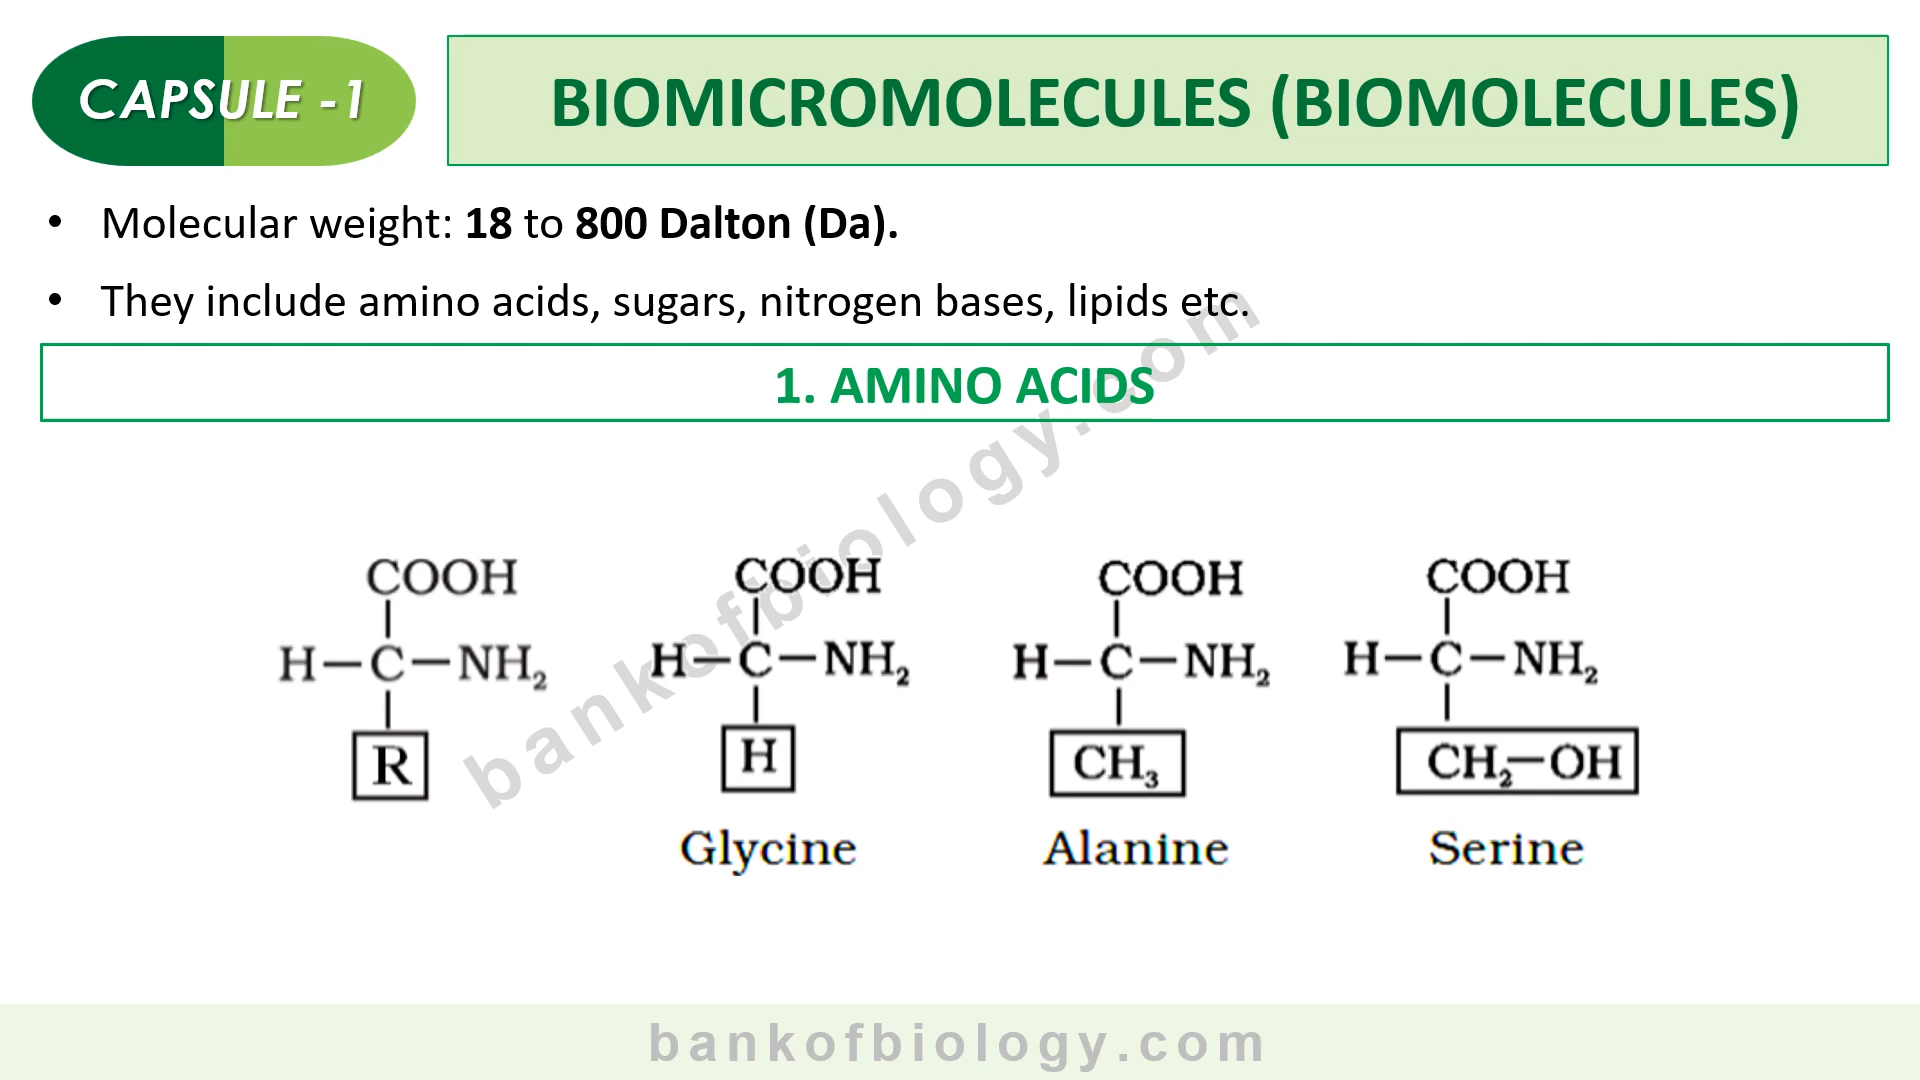 CAPSULE -1
BIOMICROMOLECULES (BIOMOLECULES)
• Molecular weight: 18 to 800 Dalton (Da).
• They include amino acids, sugars, nitrogen bases, lipids etc.
1. AMINO ACIDS
COOH COOH COOH COOH
H—C—NH₂ H—C—NH₂ H—C—NH₂ H—C—NH₂
R H CH₃ CH₂—OH
Glycine Alanine Serine
bankofbiology.com
bankofbiology.com